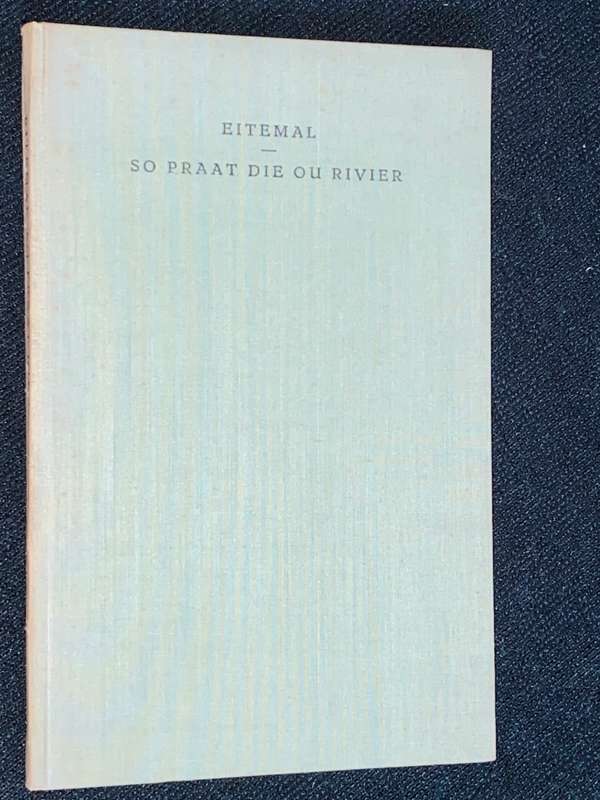 EITEMAL
—
SO PRAAT DIE OU RIVIER